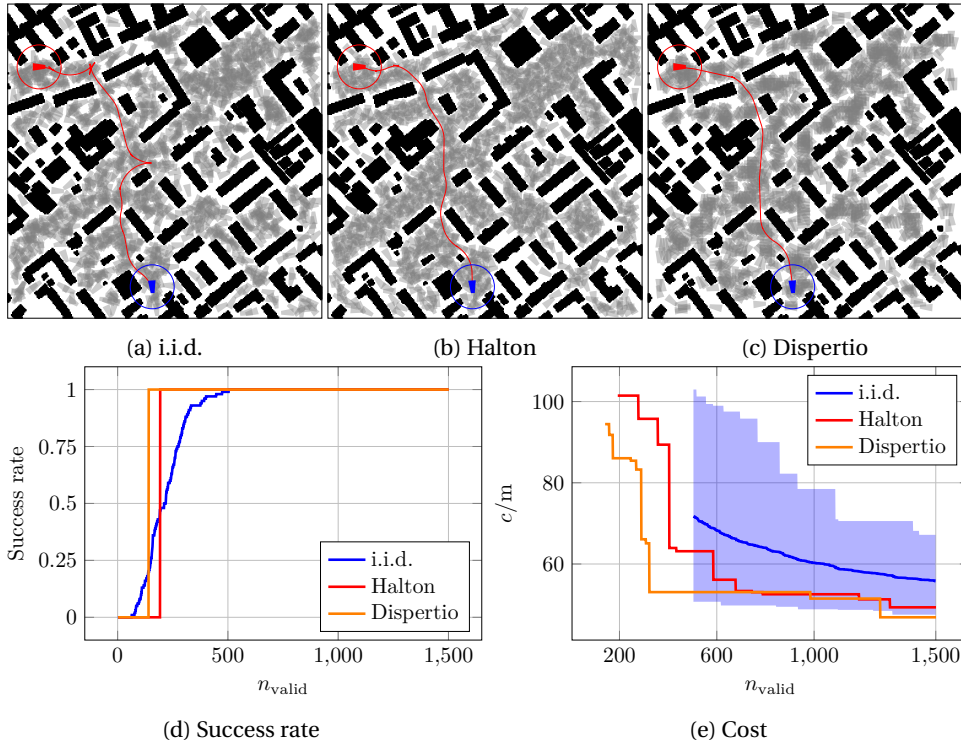 (a) i.i.d.
(b) Halton
(c) Dispertio
1
0.75
0.5
0.25
0
Success rate
i.i.d.
Halton
Dispertio
0
500
1,000
1,500
n_valid
(d) Success rate
100
80
60
c/m
i.i.d.
Halton
Dispertio
200
600
1,000
1,500
n_valid
(e) Cost